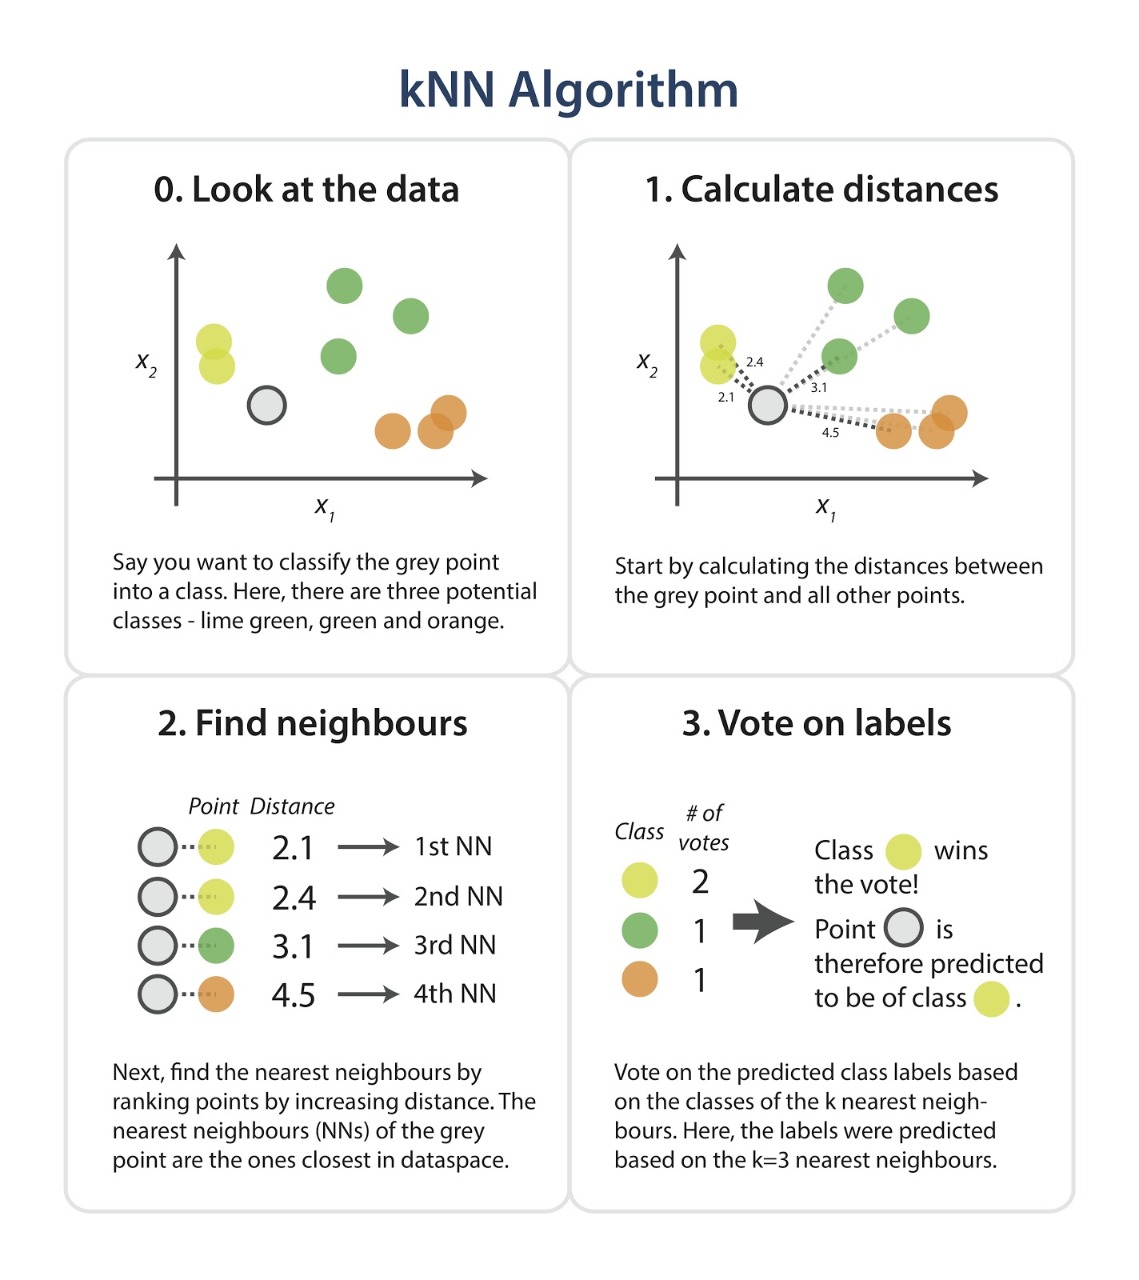 kNN Algorithm
0. Look at the data
x2
x1
Say you want to classify the grey point
into a class. Here, there are three potential
classes - lime green, green and orange.
1. Calculate distances
x2
2.4
2.1
3.1
4.5
x1
Start by calculating the distances between
the grey point and all other points.
2. Find neighbours
Point Distance
2.1 1st NN
2.4 2nd NN
3.1 3rd NN
4.5 4th NN
Next, find the nearest neighbours by
ranking points by increasing distance. The
nearest neighbours (NNs) of the grey
point are the ones closest in dataspace.
3. Vote on labels
Class # of
votes
2
1
1
Class wins
the vote!
Point is
therefore predicted
to be of class .
Vote on the predicted class labels based
on the classes of the k nearest neigh-
bours. Here, the labels were predicted
based on the k=3 nearest neighbours.